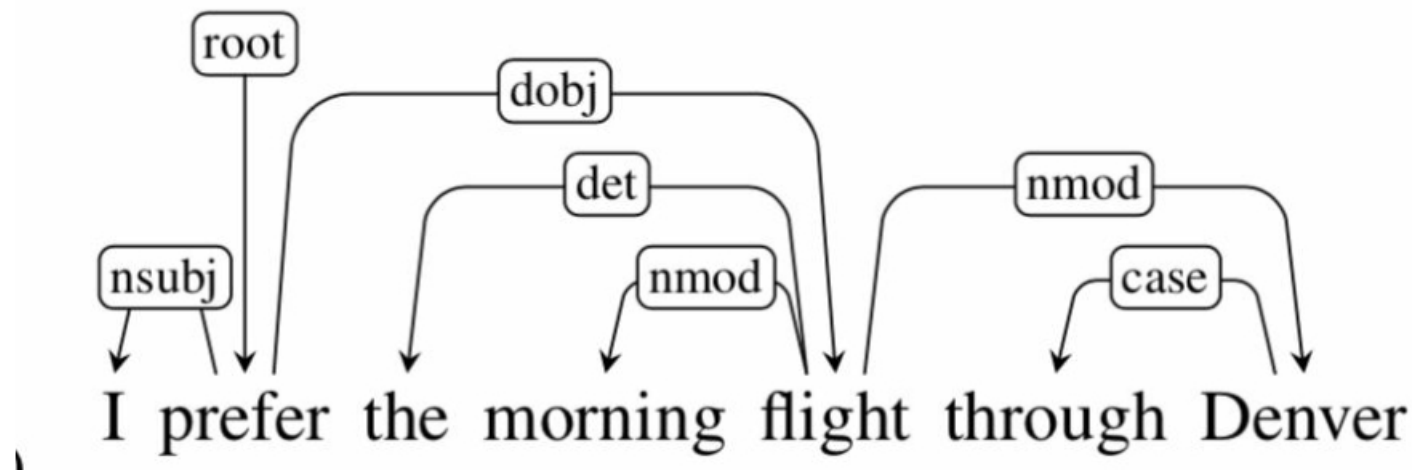 root
dobj
det
nmod
nsubj
nmod
case
I prefer the morning flight through Denver
)